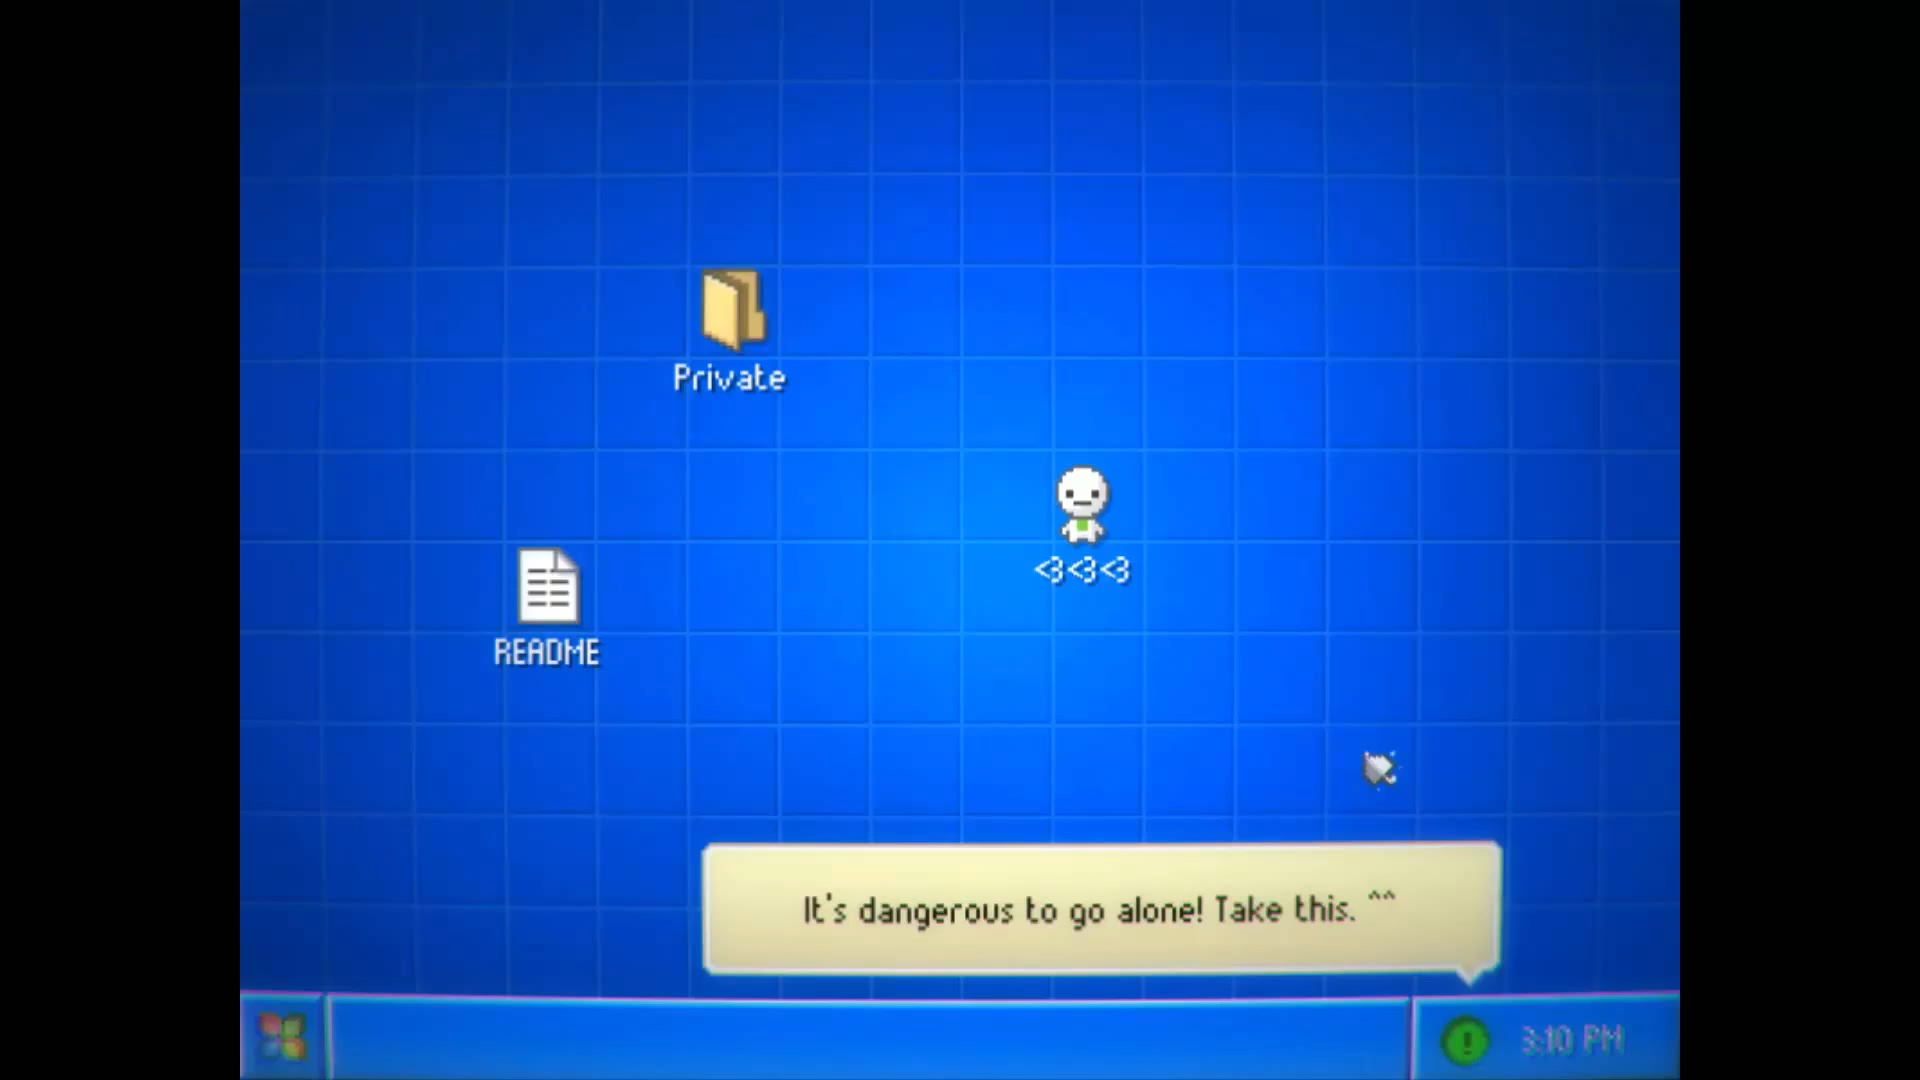 Private
<3<3<3
README
It's dangerous to go alone! Take this. ^^
3:10 PM